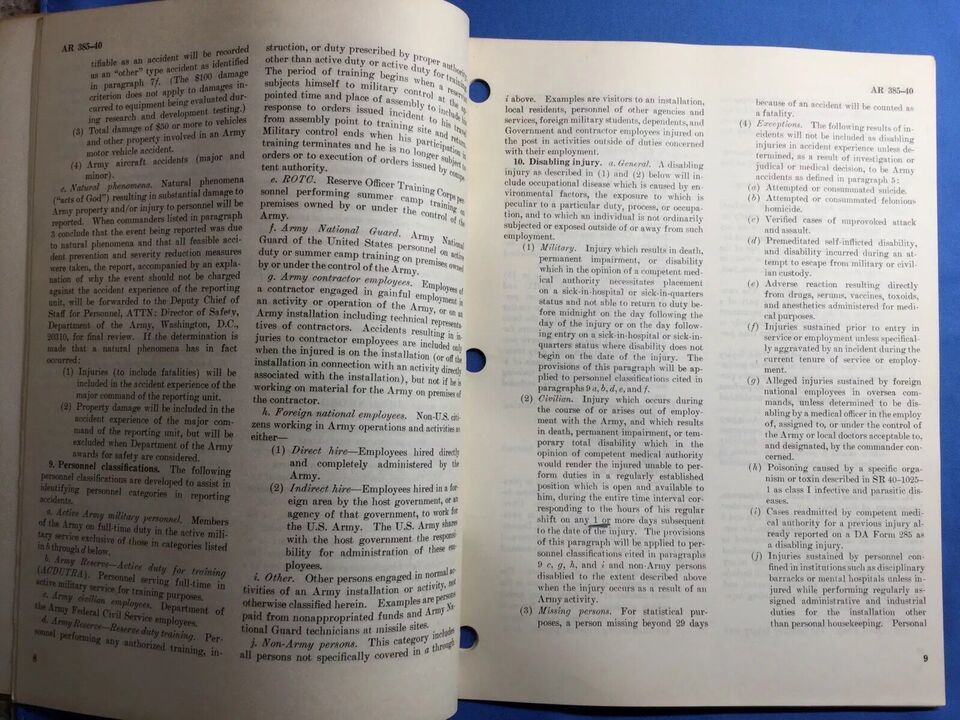 AR 385–40
tifiable as an accident will be recorded
as an "other" type accident as identified
in paragraph 7f. (The $100 damage
criterion does not apply to damages in-
curred to equipment being evaluated dur-
ing research and development testing.)
(3) Total damage of $50 or more to vehicles
and other property involved in an Army
motor vehicle accident.
(4) Army aircraft accidents (major and
minor).
e. Natural phenomena. Natural phenomena
("acts of God") resulting in substantial damage to
Army property and/or injury to personnel will be
reported. When commanders listed in paragraph
3 conclude that the event being reported was due
to natural phenomena and that all feasible acci-
dent prevention and severity reduction measures
were taken, the report, accompanied by an expla-
nation of why the event should not be charged
against the accident experience of the reporting
unit, will be forwarded to the Deputy Chief of
Staff for Personnel, ATTN: Director of Safety,
Department of the Army, Washington, D.C.,
20310, for final review. If the determination is
made that a natural phenomena has in fact
occurred:
(1) Injuries (to include fatalities) will be
included in the accident experience of the
major command of the reporting unit.
(2) Property damage will be included in the
accident experience of the major com-
mand of the reporting unit, but will be
excluded when Department of the Army
awards for safety are considered.
9. Personnel classifications. The following
personnel classifications are developed to assist in
identifying personnel categories in reporting
accidents.
a. Active Army military personnel. Members
of the Army on full-time duty in the active mili-
tary service exclusive of those in categories listed
in b through d below.
b. Army Reserve—Active duty for training
(ACDUTRA). Personnel serving full-time in
active military service for training purposes.
c. Army civilian employees. Department of
the Army Federal Civil Service employees.
d. Army Reserve—Reserve duty training. Per-
sonnel performing any authorized training, in-
8
struction, or duty prescribed by proper authority
other than active duty or active duty for training.
The period of training begins when a reservist
subjects himself to military control at the ap-
pointed time and place of assembly to include
response to orders issued incident to his travel
from assembly point to training site and return.
Military control ends when his participation in
training terminates and he is no longer subject to
orders or to execution of orders issued by compe-
tent authority.
e. ROTC. Reserve Officer Training Corps per-
sonnel performing summer camp training on
premises owned by or under the control of the
Army.
f. Army National Guard. Army National
Guard of the United States personnel on active
duty or summer camp training on premises owned
by or under the control of the Army.
g. Army contractor employees. Employees of
a contractor engaged in gainful employment in
an activity or operation of the Army, or on an
Army installation including technical representa-
tives of contractors. Accidents resulting in in-
juries to contractor employees are included only
when the injured is on the installation (or off the
installation in connection with an activity directly
associated with the installation), but not if he is
working on material for the Army on premises of
the contractor.
h. Foreign national employees. Non-U.S. citi-
zens working in Army operations and activities as
either—
(1) Direct hire—Employees hired directly
and completely administered by the
Army.
(2) Indirect hire—Employees hired in a for-
eign area by the host government, or an
agency of that government, to work for
the U.S. Army. The U.S. Army shares
with the host government the responsi-
bility for administration of these em-
ployees.
i. Other. Other persons engaged in normal ac-
tivities of an Army installation or activity, not
otherwise classified herein. Examples are persons
paid from nonappropriated funds and Army Na-
tional Guard technicians at missile sites.
j. Non-Army persons. This category includes
all persons not specifically covered in a through
AR 385–40
i above. Examples are visitors to an installation,
local residents, personnel of other agencies and
services, foreign military students, dependents, and
Government and contractor employees injured on
the post in activities outside of duties concerned
with their employment.
10. Disabling injury. a. General. A disabling
injury as described in (1) and (2) below will in-
clude occupational disease which is caused by en-
vironmental factors, the exposure to which is
peculiar to a particular duty, process, or occupa-
tion, and to which an individual is not ordinarily
subjected or exposed outside of or away from such
employment.
(1) Military. Injury which results in death,
permanent impairment, or disability
which in the opinion of a competent med-
ical authority necessitates placement
on a sick-in-hospital or sick-in-quarters
status and not able to return to duty be-
fore midnight on the day following the
day of the injury or on the day follow-
ing entry on a sick-in-hospital or sick-in-
quarters status where disability does not
begin on the date of the injury. The
provisions of this paragraph will be ap-
plied to personnel classifications cited in
paragraphs 9 a, b, d, e, and f.
(2) Civilian. Injury which occurs during
the course of or arises out of employ-
ment with the Army, and which results
in death, permanent impairment, or tem-
porary total disability which in the
opinion of competent medical authority
would render the injured unable to per-
form duties in a regularly established
position which is open and available to
him, during the entire time interval cor-
responding to the hours of his regular
shift on any 1 or more days subsequent
to the date of the injury. The provisions
of this paragraph will be applied to per-
sonnel classifications cited in paragraphs
9 c, g, h, and i and non-Army persons
disabled to the extent described above
when the injury occurs as a result of an
Army activity.
(3) Missing persons. For statistical pur-
poses, a person missing beyond 29 days
because of an accident will be counted as
a fatality.
(4) Exceptions. The following results of in-
cidents will not be included as disabling
injuries in accident experience unless de-
termined, as a result of investigation or
judical or medical decision, to be Army
accidents as defined in paragraph 5:
(a) Attempted or consummated suicide.
(b) Attempted or consummated felonious
homicide.
(c) Verified cases of unprovoked attack
and assault.
(d) Premeditated self-inflicted disability,
and disability incurred during an at-
tempt to escape from military or civil-
ian custody.
(e) Adverse reaction resulting directly
from drugs, serums, vaccines, toxoids,
and anesthetics administered for medi-
cal purposes.
(f) Injuries sustained prior to entry in
service or employment unless specifical-
ly aggravated by an incident during the
current tenure of service or employ-
ment.
(g) Alleged injuries sustained by foreign
national employees in oversea com-
mands, unless determined to be dis-
abling by a medical officer in the employ
of, assigned to, or under the control of
the Army or local doctors acceptable to,
and designated, by the commander con-
cerned.
(h) Poisoning caused by a specific orga-
nism or toxin described in SR 40–1025–
1 as class I infective and parasitic dis-
eases.
(i) Cases readmitted by competent medi-
cal authority for a previous injury al-
ready reported on a DA Form 285 as
a disabling injury.
(j) Injuries sustained by personnel con-
fined in institutions such as disciplinary
barracks or mental hospitals unless in-
jured while performing regularly as-
signed administrative and industrial
duties for the installation other
than personal housekeeping. Personal
9